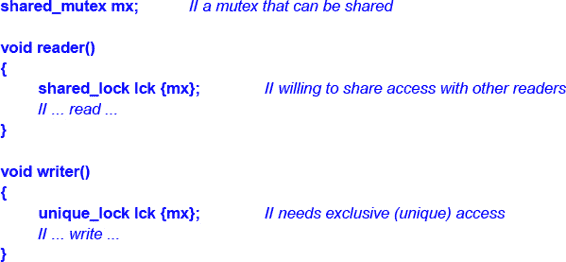 shared_mutex mx; // a mutex that can be shared
void reader()
{
shared_lock lck {mx}; // willing to share access with other readers
// ... read ...
}
void writer()
{
unique_lock lck {mx}; // needs exclusive (unique) access
// ... write ...
}